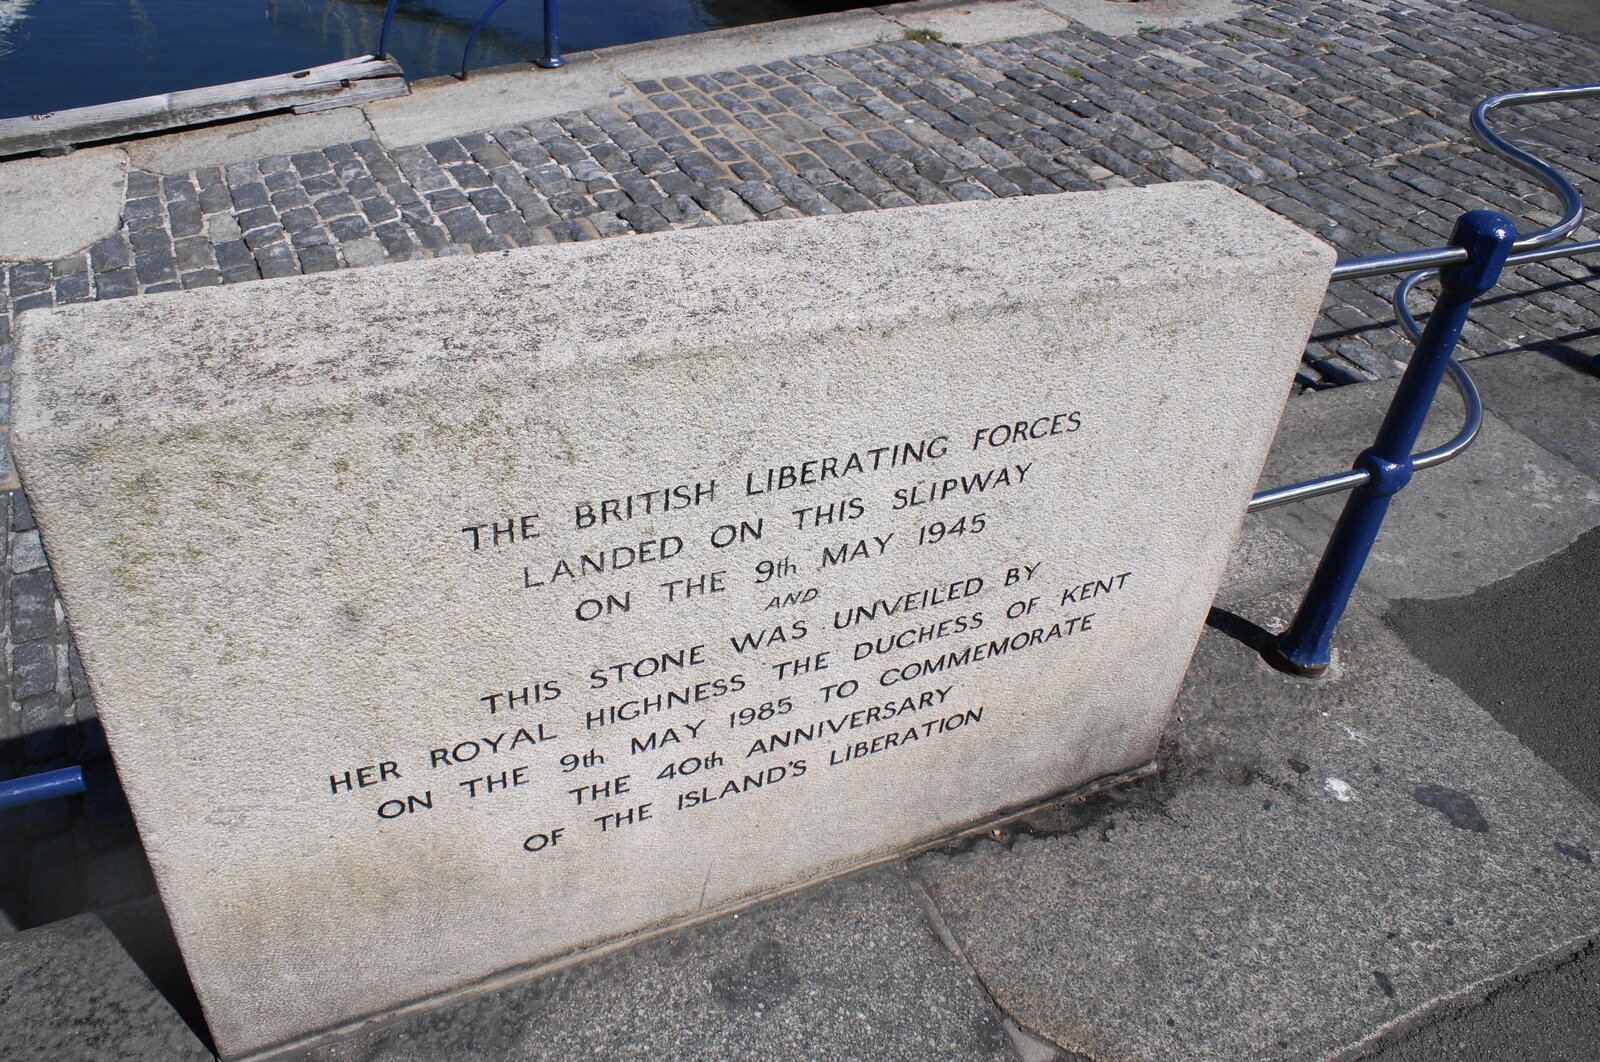 THE BRITISH LIBERATING FORCES
LANDED ON THIS SLIPWAY
ON THE 9th MAY 1945
AND
THIS STONE WAS UNVEILED BY
HER ROYAL HIGHNESS THE DUCHESS OF KENT
ON THE 9th MAY 1985 TO COMMEMORATE
THE 40th ANNIVERSARY
OF THE ISLAND'S LIBERATION